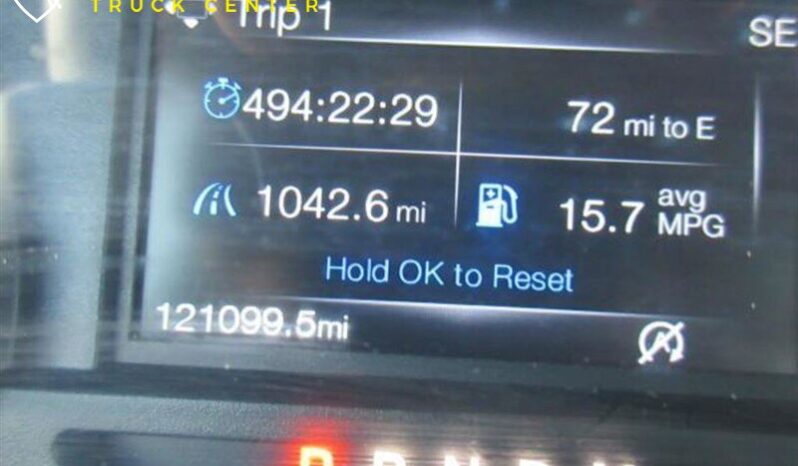 TRUCK CENTER
Trip 1
SE
494:22:29
72 mi to E
1042.6 mi
15.7 avg MPG
Hold OK to Reset
121099.5mi
A
P R N D